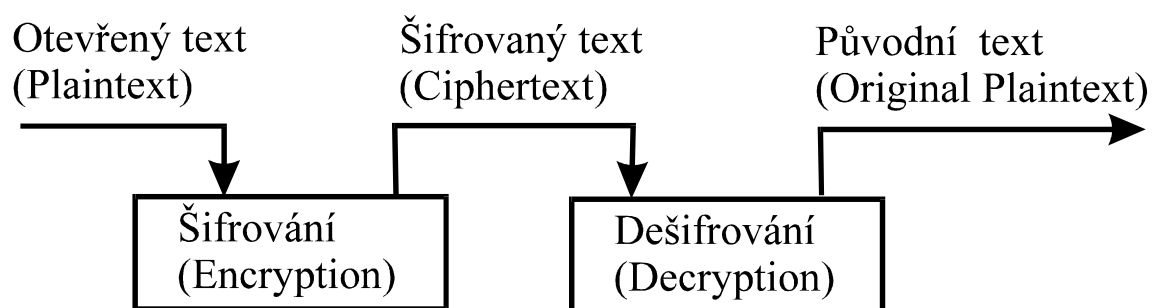 Otevřený text
(Plaintext)
Šifrovaný text
(Ciphertext)
Původní  text
(Original Plaintext)
Šifrování
(Encryption)
Dešifrování
(Decryption)